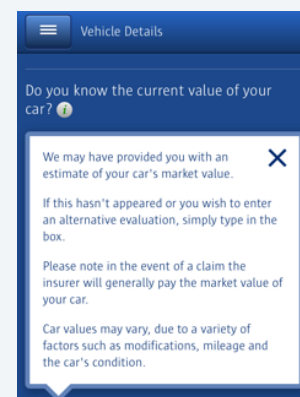 Vehicle Details
Do you know the current value of your
car? i
We may have provided you with an
estimate of your car's market value.
If this hasn't appeared or you wish to enter
an alternative evaluation, simply type in the
box.
Please note in the event of a claim the
insurer will generally pay the market value of
your car.
Car values may vary, due to a variety of
factors such as modifications, mileage and
the car's condition.